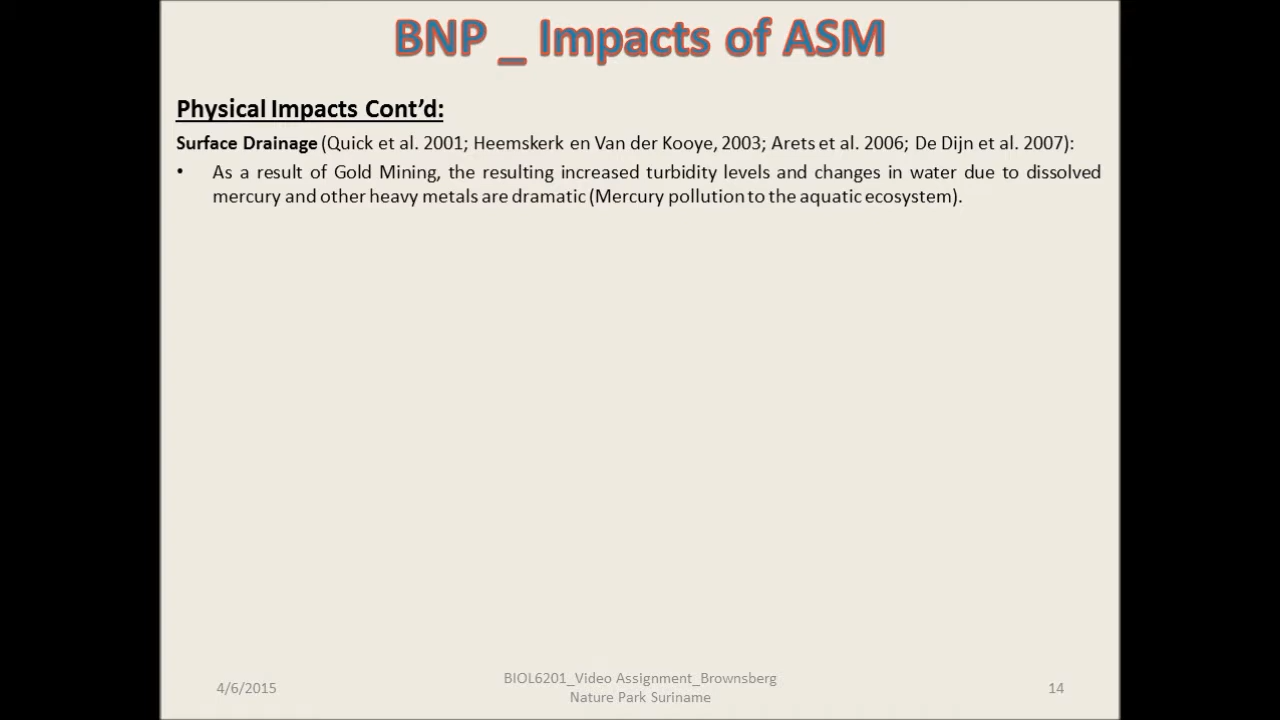 BNP _ Impacts of ASM
Physical Impacts Cont’d:
Surface Drainage (Quick et al. 2001; Heemskerk en Van der Kooye, 2003; Arets et al. 2006; De Dijn et al. 2007):
• As a result of Gold Mining, the resulting increased turbidity levels and changes in water due to dissolved
mercury and other heavy metals are dramatic (Mercury pollution to the aquatic ecosystem).
4/6/2015
BIOL6201_Video Assignment_Brownsberg
Nature Park Suriname
14